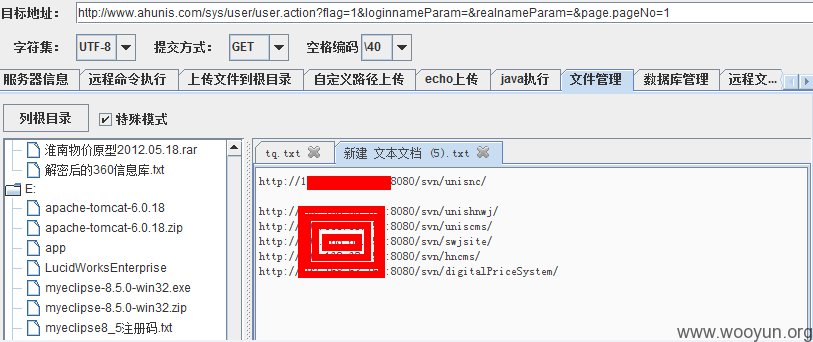 目标地址： http://www.ahunis.com/sys/user/user.action?flag=1&loginnameParam=&realnameParam=&page.pageNo=1
字符集： UTF-8 提交方式： GET 空格编码 \40
服务器信息 远程命令执行 上传文件到根目录 自定义路径上传 echo上传 java执行 文件管理 数据库管理 远程文...
列根目录 特殊模式
淮南物价原型2012.05.18.rar
解密后的360信息库.txt
E:
apache-tomcat-6.0.18
apache-tomcat-6.0.18.zip
app
LucidWorksEnterprise
myeclipse-8.5.0-win32.exe
myeclipse-8.5.0-win32.zip
myeclipse8_5注册码.txt
tq.txt 新建 文本文档 (5).txt
http://1 8080/svn/unisnc/
http:// :8080/svn/unishnwj/
http:// :8080/svn/uniscms/
http:// :8080/svn/swjsite/
http:// :8080/svn/hncms/
http:// :8080/svn/digitalPriceSystem/
www.wooyun.org